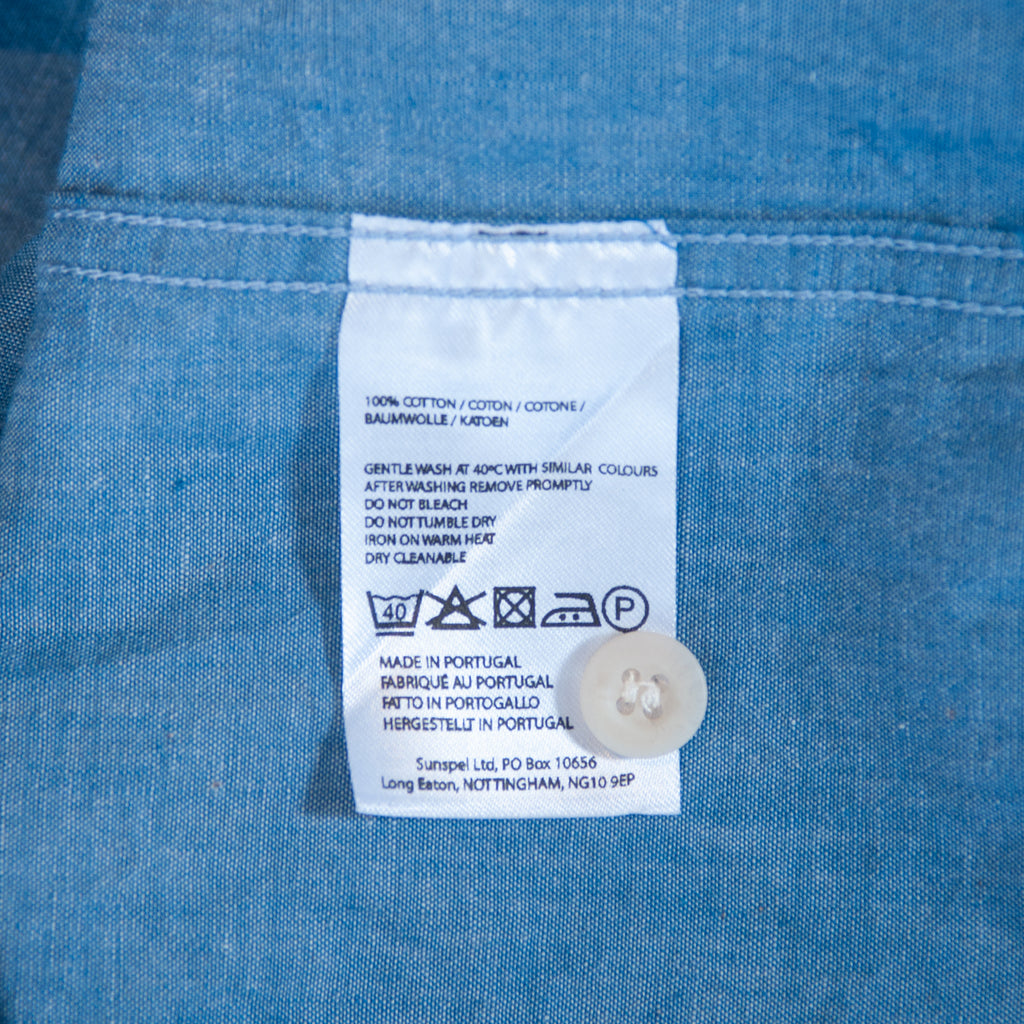 100% COTTON / COTON / COTONE /
BAUMWOLLE / KATOEN
GENTLE WASH AT 40ºC WITH SIMILAR COLOURS
AFTER WASHING REMOVE PROMPTLY
DO NOT BLEACH
DO NOT TUMBLE DRY
IRON ON WARM HEAT
DRY CLEANABLE
40 P
MADE IN PORTUGAL
FABRIQUÉ AU PORTUGAL
FATTO IN PORTOGALLO
HERGESTELLT IN PORTUGAL
Sunspel Ltd, PO Box 10656
Long Eaton, NOTTINGHAM, NG10 9EP